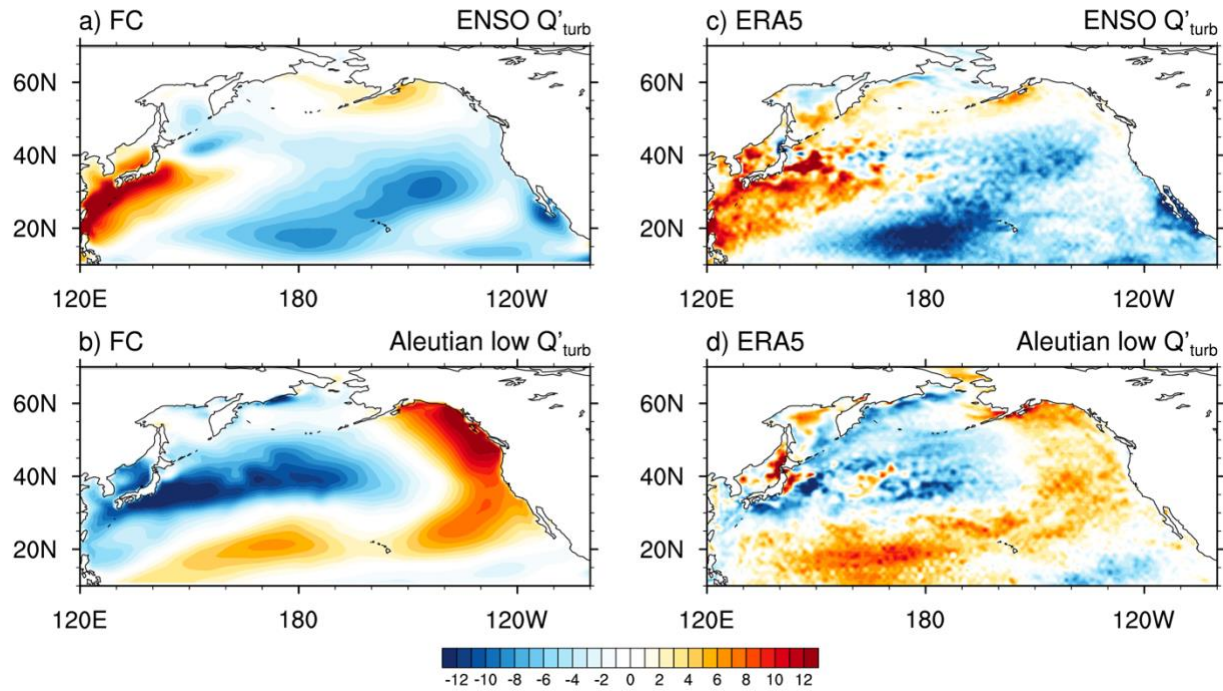 a) FC ENSO Q'turb
60N
40N
20N
120E 180 120W
c) ERA5 ENSO Q'turb
60N
40N
20N
120E 180 120W
b) FC Aleutian low Q'turb
60N
40N
20N
120E 180 120W
d) ERA5 Aleutian low Q'turb
60N
40N
20N
120E 180 120W
-12 -10 -8 -6 -4 -2 0 2 4 6 8 10 12